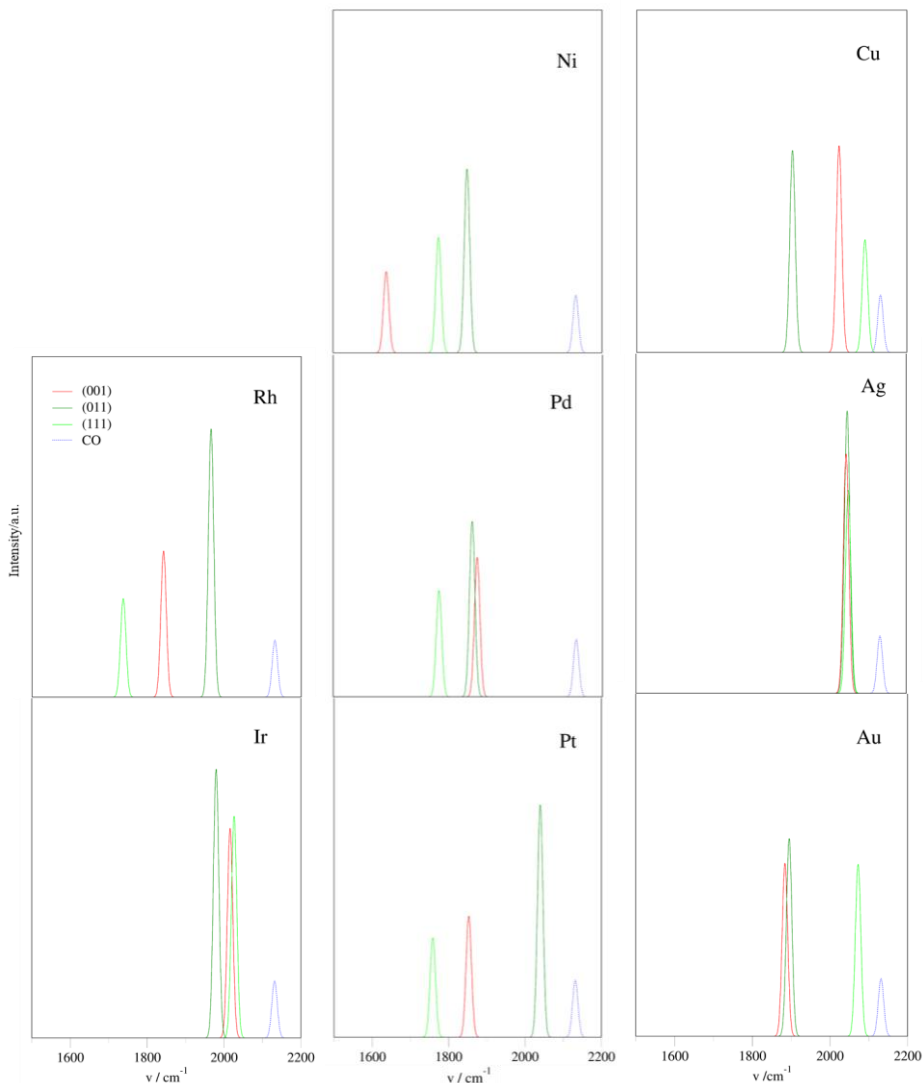 Ni
Cu
Rh
(001)
(011)
(111)
CO
Pd
Ag
Intensity/a.u.
Ir
Pt
Au
1600 1800 2000 2200
1600 1800 2000 2200
1600 1800 2000 2200
ν / cm⁻¹
ν / cm⁻¹
ν /cm⁻¹